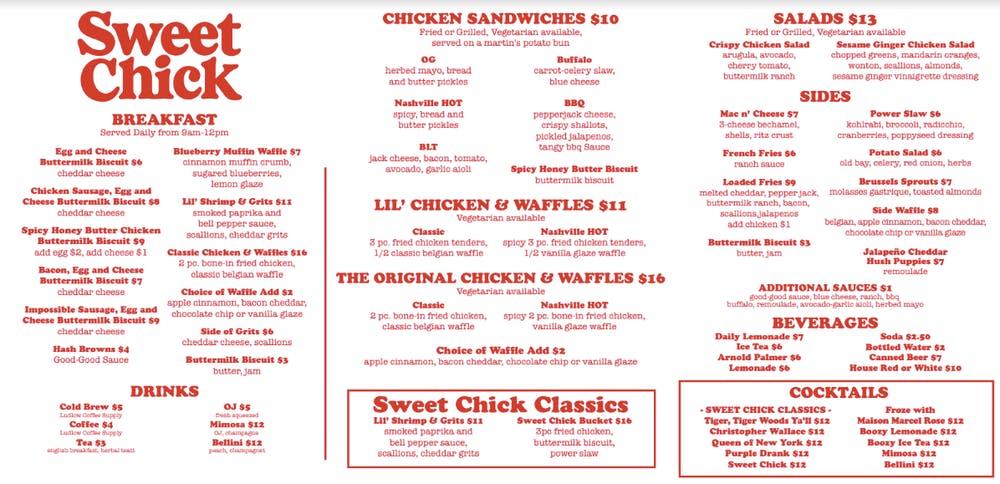 Sweet
Chick
BREAKFAST
Served Daily from 9am-12pm
Egg and Cheese
Buttermilk Biscuit $6
cheddar cheese
Chicken Sausage, Egg and
Cheese Buttermilk Biscuit $8
cheddar cheese
Spicy Honey Butter Chicken
Buttermilk Biscuit $9
add egg $2, add cheese $1
Bacon, Egg and Cheese
Buttermilk Biscuit $7
cheddar cheese
Impossible Sausage, Egg and
Cheese Buttermilk Biscuit $9
cheddar cheese
Hash Browns $4
Good-Good Sauce
Blueberry Muffin Waffle $7
cinnamon muffin crumb,
sugared blueberries,
lemon glaze
Lil' Shrimp & Grits $11
smoked paprika and
bell pepper sauce,
scallions, cheddar grits
Classic Chicken & Waffles $16
2 pc. bone-in fried chicken,
classic belgian waffle
Choice of Waffle Add $2
apple cinnamon, bacon cheddar,
chocolate chip or vanilla glaze
Side of Grits $6
cheddar cheese, scallions
Buttermilk Biscuit $3
butter, jam
DRINKS
Cold Brew $5
Ludlow Coffee Supply
Coffee $4
Ludlow Coffee Supply
Tea $3
english breakfast, herbal teaii
OJ $5
fresh squeezed
Mimosa $12
OJ, champagne
Bellini $12
peach, champagnet
CHICKEN SANDWICHES $10
Fried or Grilled, Vegetarian available,
served on a martin's potato bun
OG
herbed mayo, bread
and butter pickles
Nashville HOT
spicy, bread and
butter pickles
BLT
jack cheese, bacon, tomato,
avocado, garlic aioli
Buffalo
carrot-celery slaw,
blue cheese
BBQ
pepperjack cheese,
crispy shallots,
pickled jalapenos,
tangy bbq Sauce
Spicy Honey Butter Biscuit
buttermilk biscuit
LIL' CHICKEN & WAFFLES $11
Vegetarian available
Classic
3 pc. fried chicken tenders,
1/2 classic belgian waffle
Nashville HOT
spicy 3 pc. fried chicken tenders,
1/2 vanilla glaze waffle
THE ORIGINAL CHICKEN & WAFFLES $16
Vegetarian available
Classic
2 pc. bone-in fried chicken,
classic belgian waffle
Nashville HOT
spicy 2 pc. bone-in fried chicken,
vanilla glaze waffle
Choice of Waffle Add $2
apple cinnamon, bacon cheddar, chocolate chip or vanilla glaze
Sweet Chick Classics
Lil' Shrimp & Grits $11
smoked paprika and
bell pepper sauce,
scallions, cheddar grits
Sweet Chick Bucket $16
3pc fried chicken,
buttermilk biscuit,
power slaw
SALADS $13
Fried or Grilled, Vegetarian available
Crispy Chicken Salad
arugula, avocado,
cherry tomato,
buttermilk ranch
Sesame Ginger Chicken Salad
chopped greens, mandarin oranges,
wonton, scallions, almonds,
sesame ginger vinaigrette dressing
SIDES
Mac n' Cheese $7
3-cheese bechamel,
shells, ritz crust
French Fries $6
ranch sauce
Loaded Fries $9
melted cheddar, pepper jack,
buttermilk ranch, bacon,
scallions,jalapenos
add chicken $1
Buttermilk Biscuit $3
butter, jam
Power Slaw $6
kohlrabi, broccoli, radicchio,
cranberries, poppyseed dressing
Potato Salad $6
old bay, celery, red onion, herbs
Brussels Sprouts $7
molasses gastrique, toasted almonds
Side Waffle $8
belgian, apple cinnamon, bacon cheddar,
chocolate chip or vanilla glaze
Jalapeño Cheddar
Hush Puppies $7
remoulade
ADDITIONAL SAUCES $1
good-good sauce, blue cheese, ranch, bbq
buffalo, remoulade, avocado-garlic aioli, herbed mayo
BEVERAGES
Daily Lemonade $7
Ice Tea $6
Arnold Palmer $6
Lemonade $6
Soda $2.50
Bottled Water $2
Canned Beer $7
House Red or White $10
COCKTAILS
- SWEET CHICK CLASSICS -
Tiger, Tiger Woods Ya'll $12
Christopher Wallace $12
Queen of New York $12
Purple Drank $12
Sweet Chick $12
Froze with
Maison Marcel Rose $12
Boozy Lemonade $12
Boozy Ice Tea $12
Mimosa $12
Bellini $12